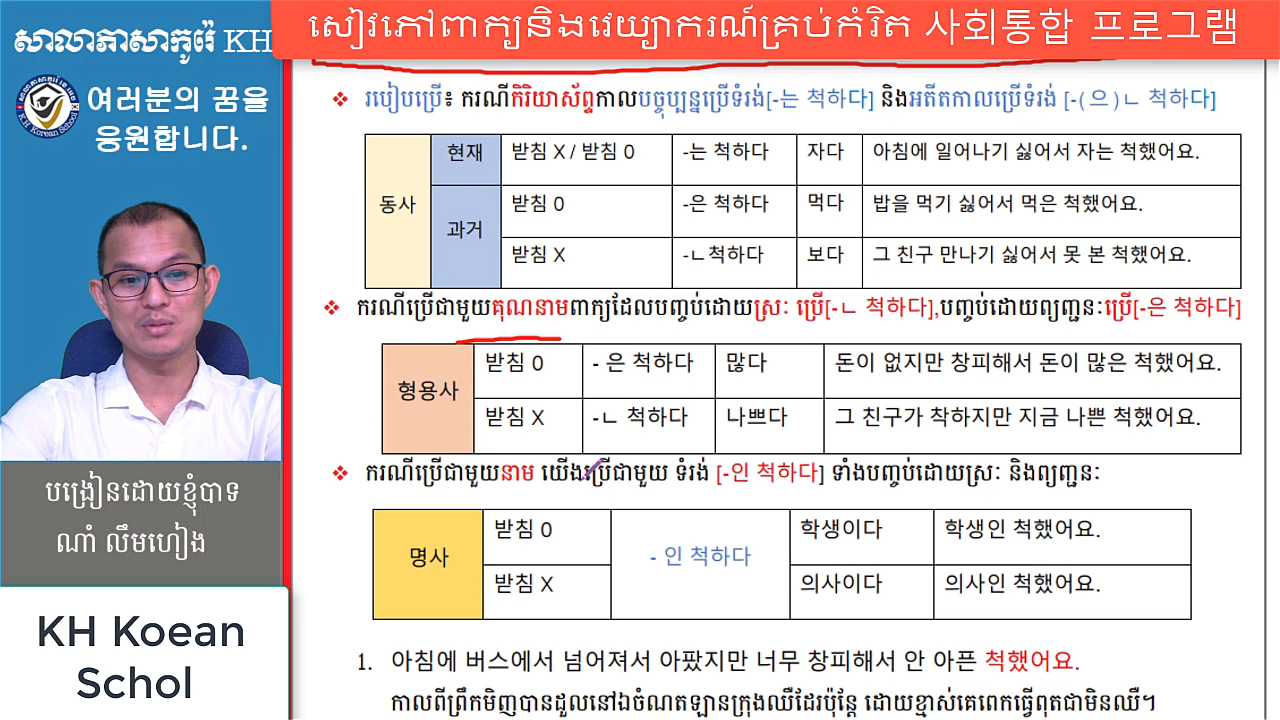 សាលាភាសាកូរ៉េ KH
សៀវភៅពាក្យនិងវេយ្យាករណ៍គ្រប់កំរិត 사회통합 프로그램
여러분의 꿈을
응원합니다.
របៀបប្រើ៖ ករណីកិរិយាស័ព្ទកាលបច្ចុប្បន្នប្រើទំរង់[-는 척하다] និងអតីតកាលប្រើទំរង់ [-(으)ㄴ 척하다]
동사 현재 받침 X / 받침 0 -는 척하다 자다 아침에 일어나기 싫어서 자는 척했어요.
과거 받침 0 -은 척하다 먹다 밥을 먹기 싫어서 먹은 척했어요.
받침 X -ㄴ척하다 보다 그 친구 만나기 싫어서 못 본 척했어요.
ករណីប្រើជាមួយគុណនាមពាក្យដែលបញ្ចប់ដោយស្រៈ ប្រើ[-ㄴ 척하다],បញ្ចប់ដោយព្យញ្ជនៈប្រើ[-은 척하다]
형용사 받침 0 - 은 척하다 많다 돈이 없지만 창피해서 돈이 많은 척했어요.
받침 X -ㄴ 척하다 나쁘다 그 친구가 착하지만 지금 나쁜 척했어요.
ករណីប្រើជាមួយនាម យើងប្រើជាមួយ ទំរង់ [-인 척하다] ទាំងបញ្ចប់ដោយស្រៈ និងព្យញ្ជនៈ
명사 받침 0 - 인 척하다 학생이다 학생인 척했어요.
받침 X 의사이다 의사인 척했어요.
1. 아침에 버스에서 넘어져서 아팠지만 너무 창피해서 안 아픈 척했어요.
កាលពីព្រឹកមិញបានដួលនៅឯចំណតឡានក្រុងឈឺដែរប៉ុន្តែ ដោយខ្មាស់គេពេកធ្វើពុតជាមិនឈឺ។
បង្រៀនដោយខ្ញុំបាទ
ណាំ លឹមហៀង
KH Koean
Schol